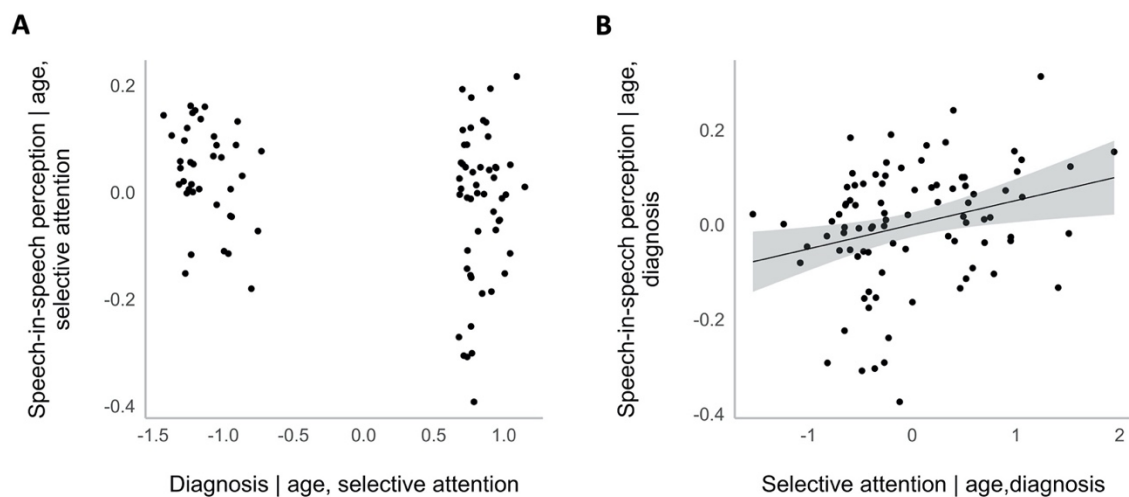 A
B
Speech-in-speech perception | age,
selective attention
0.2
0.0
-0.2
-0.4
-1.5
-1.0
-0.5
0.0
0.5
1.0
Diagnosis | age, selective attention
Speech-in-specch perception | age,
diagnosis
0.2
0.0
-0.2
-0.4
-1
0
1
2
Selective attention | age,diagnosis